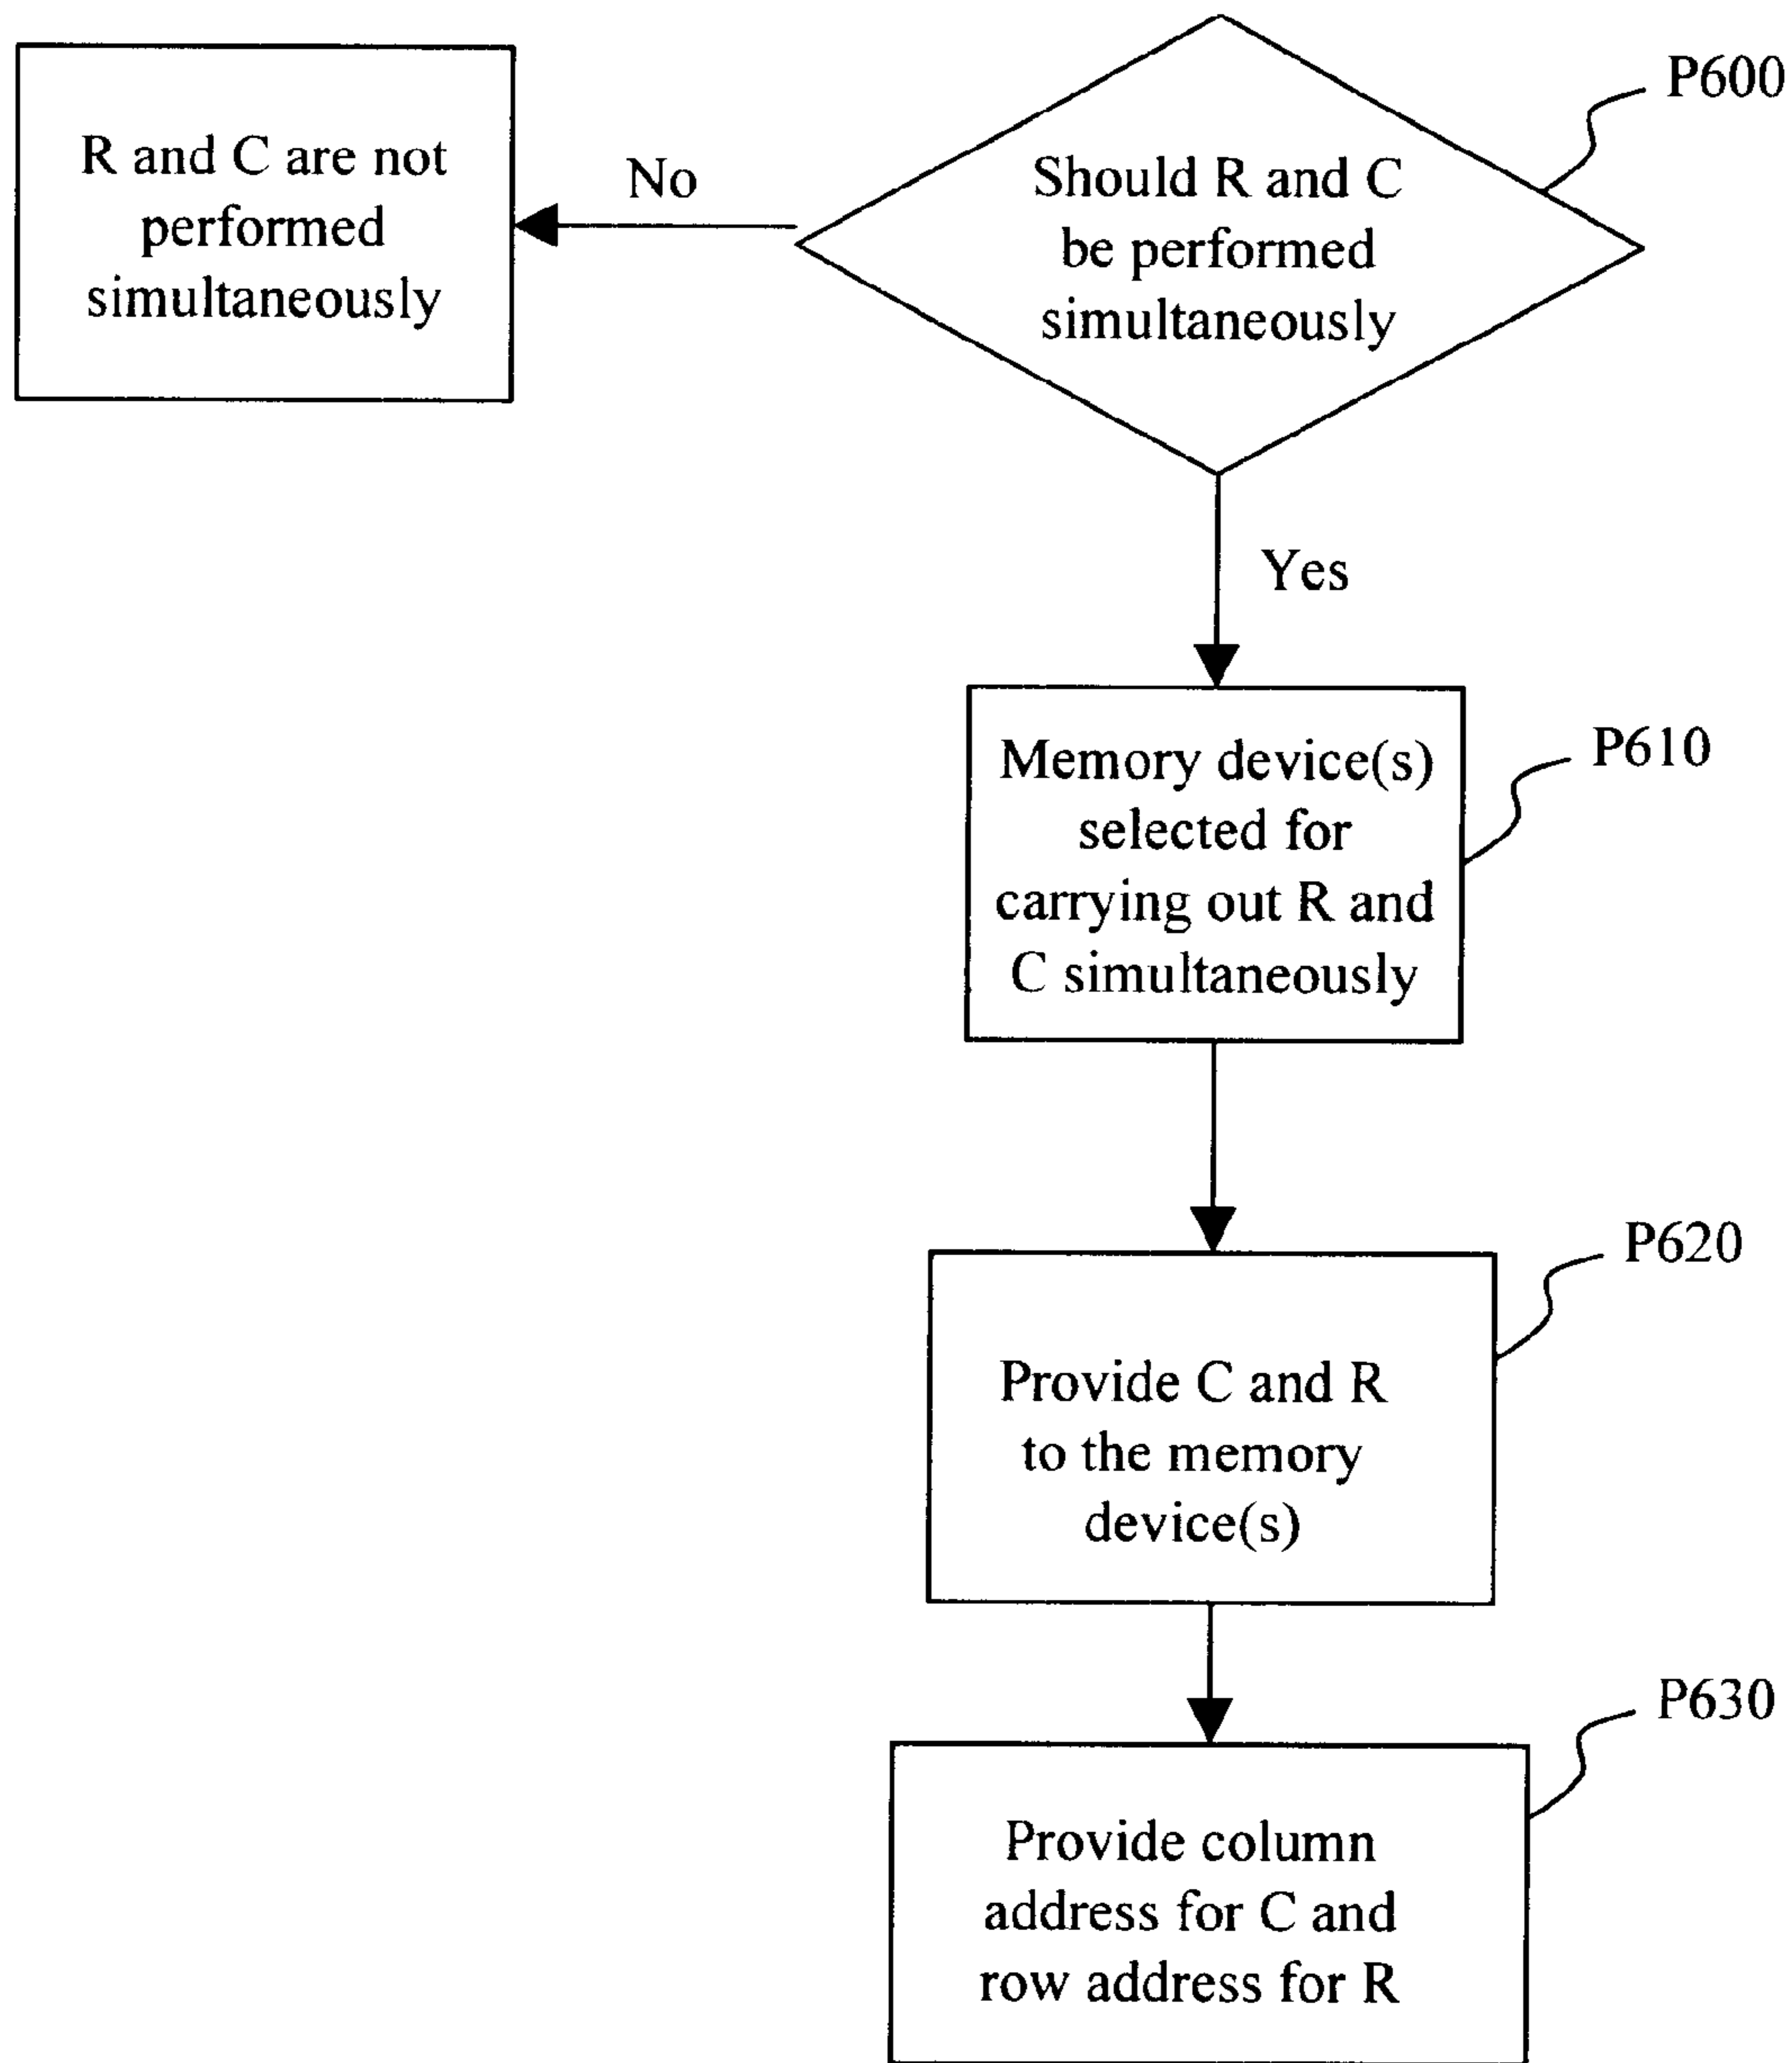 P600
Should R and C
be performed
simultaneously
No
R and C are not
performed
simultaneously
Yes
P610
Memory device(s)
selected for
carrying out R and
C simultaneously
P620
Provide C and R
to the memory
device(s)
P630
Provide column
address for C and
row address for R